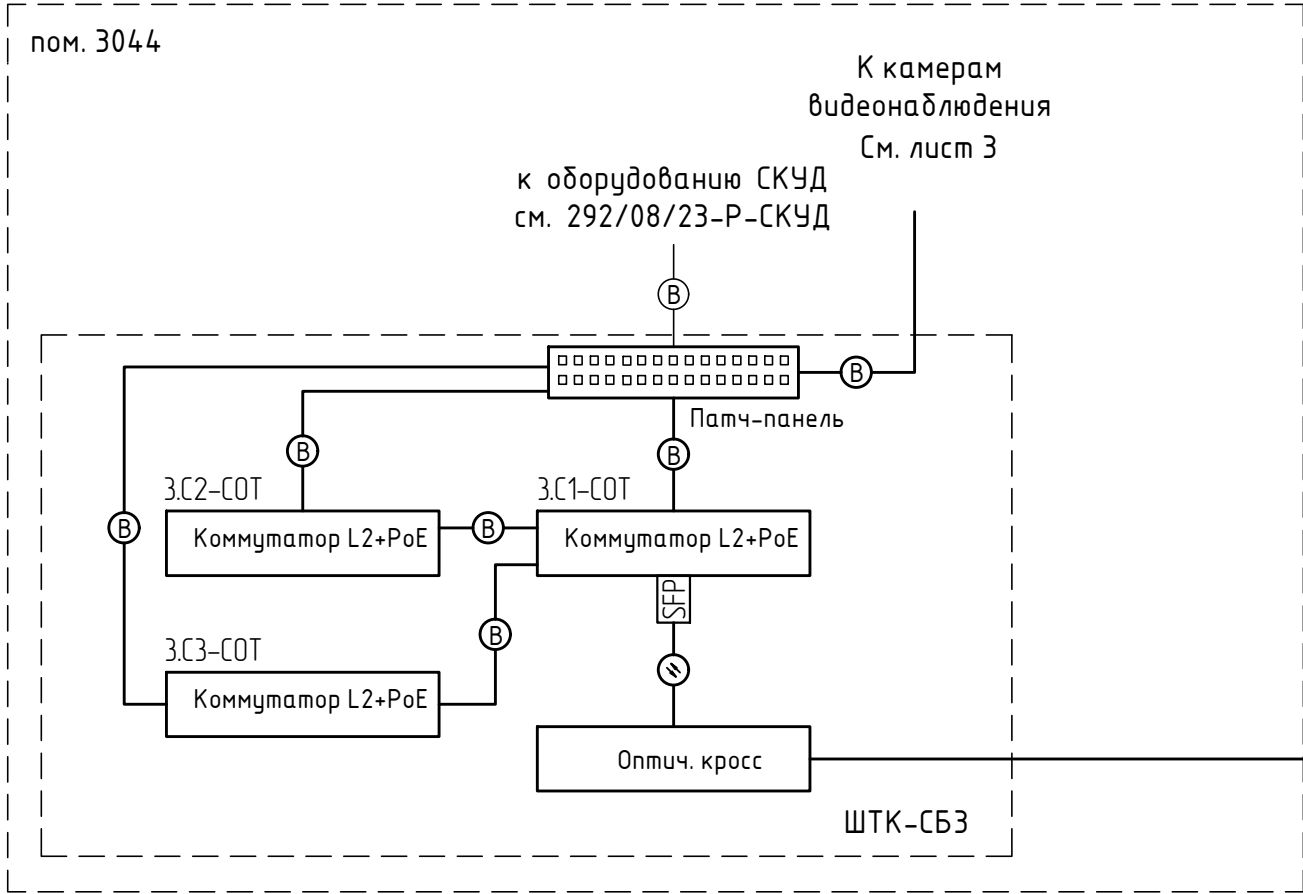 пом. 3044
К камерам
видеонаблюдения
См. лист 3
к оборудованию СКУД
см. 292/08/23-Р-СКУД
В
В
Патч-панель
В
В
3.С2-СОТ
3.С1-СОТ
В
Коммутатор L2+PoE
В
Коммутатор L2+PoE
SFP
В
3.С3-СОТ
Коммутатор L2+PoE
Оптич. кросс
ШТК-СБ3